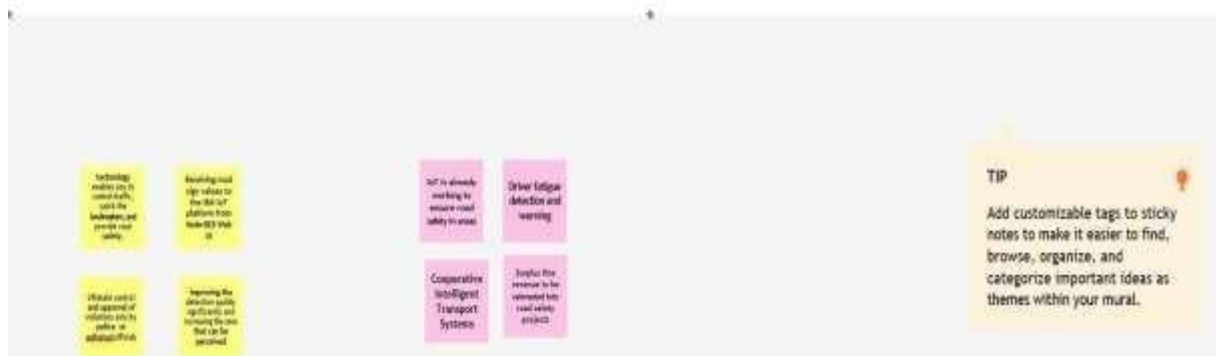 technology
enables you to
control traffic,
catch the
lawbreakers, and
provide road
safety.
Receiving road
sign values to
the IBM IoT
platform from
NodeRED Web
UI
Ultimate control
and approval of
violations only by
police or
authorized officials
Improving the
detection quality
significantly and
increasing the area
that can be
perceived
IoT is already
working to
ensure road
safety in areas
Driver fatigue
detection and
warning
Cooperative
Intelligent
Transport
Systems
Surplus fine
revenue to be
reinvested into
road safety
projects
TIP
Add customizable tags to sticky
notes to make it easier to find,
browse, organize, and
categorize important ideas as
themes within your mural.